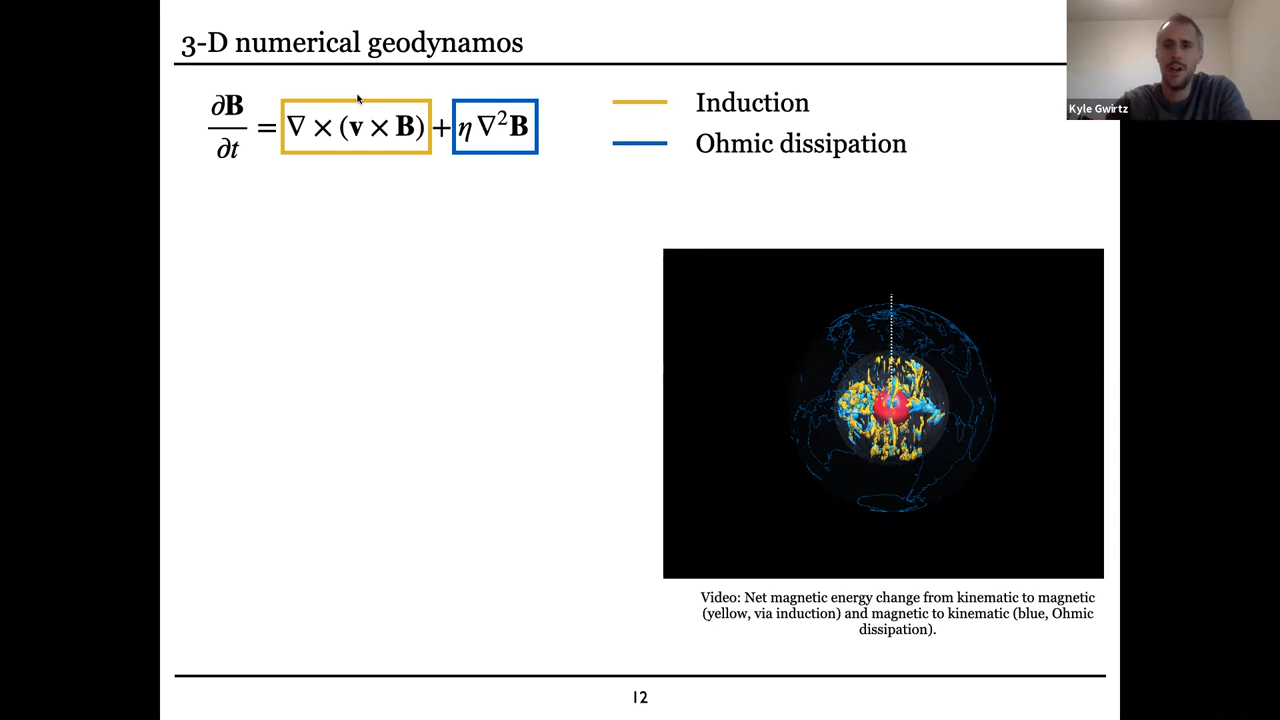 3-D numerical geodynamos
Kyle Gwirtz
∂B/∂t = ∇ × (v × B) + η ∇²B
Induction
Ohmic dissipation
Video: Net magnetic energy change from kinematic to magnetic
(yellow, via induction) and magnetic to kinematic (blue, Ohmic
dissipation).
12